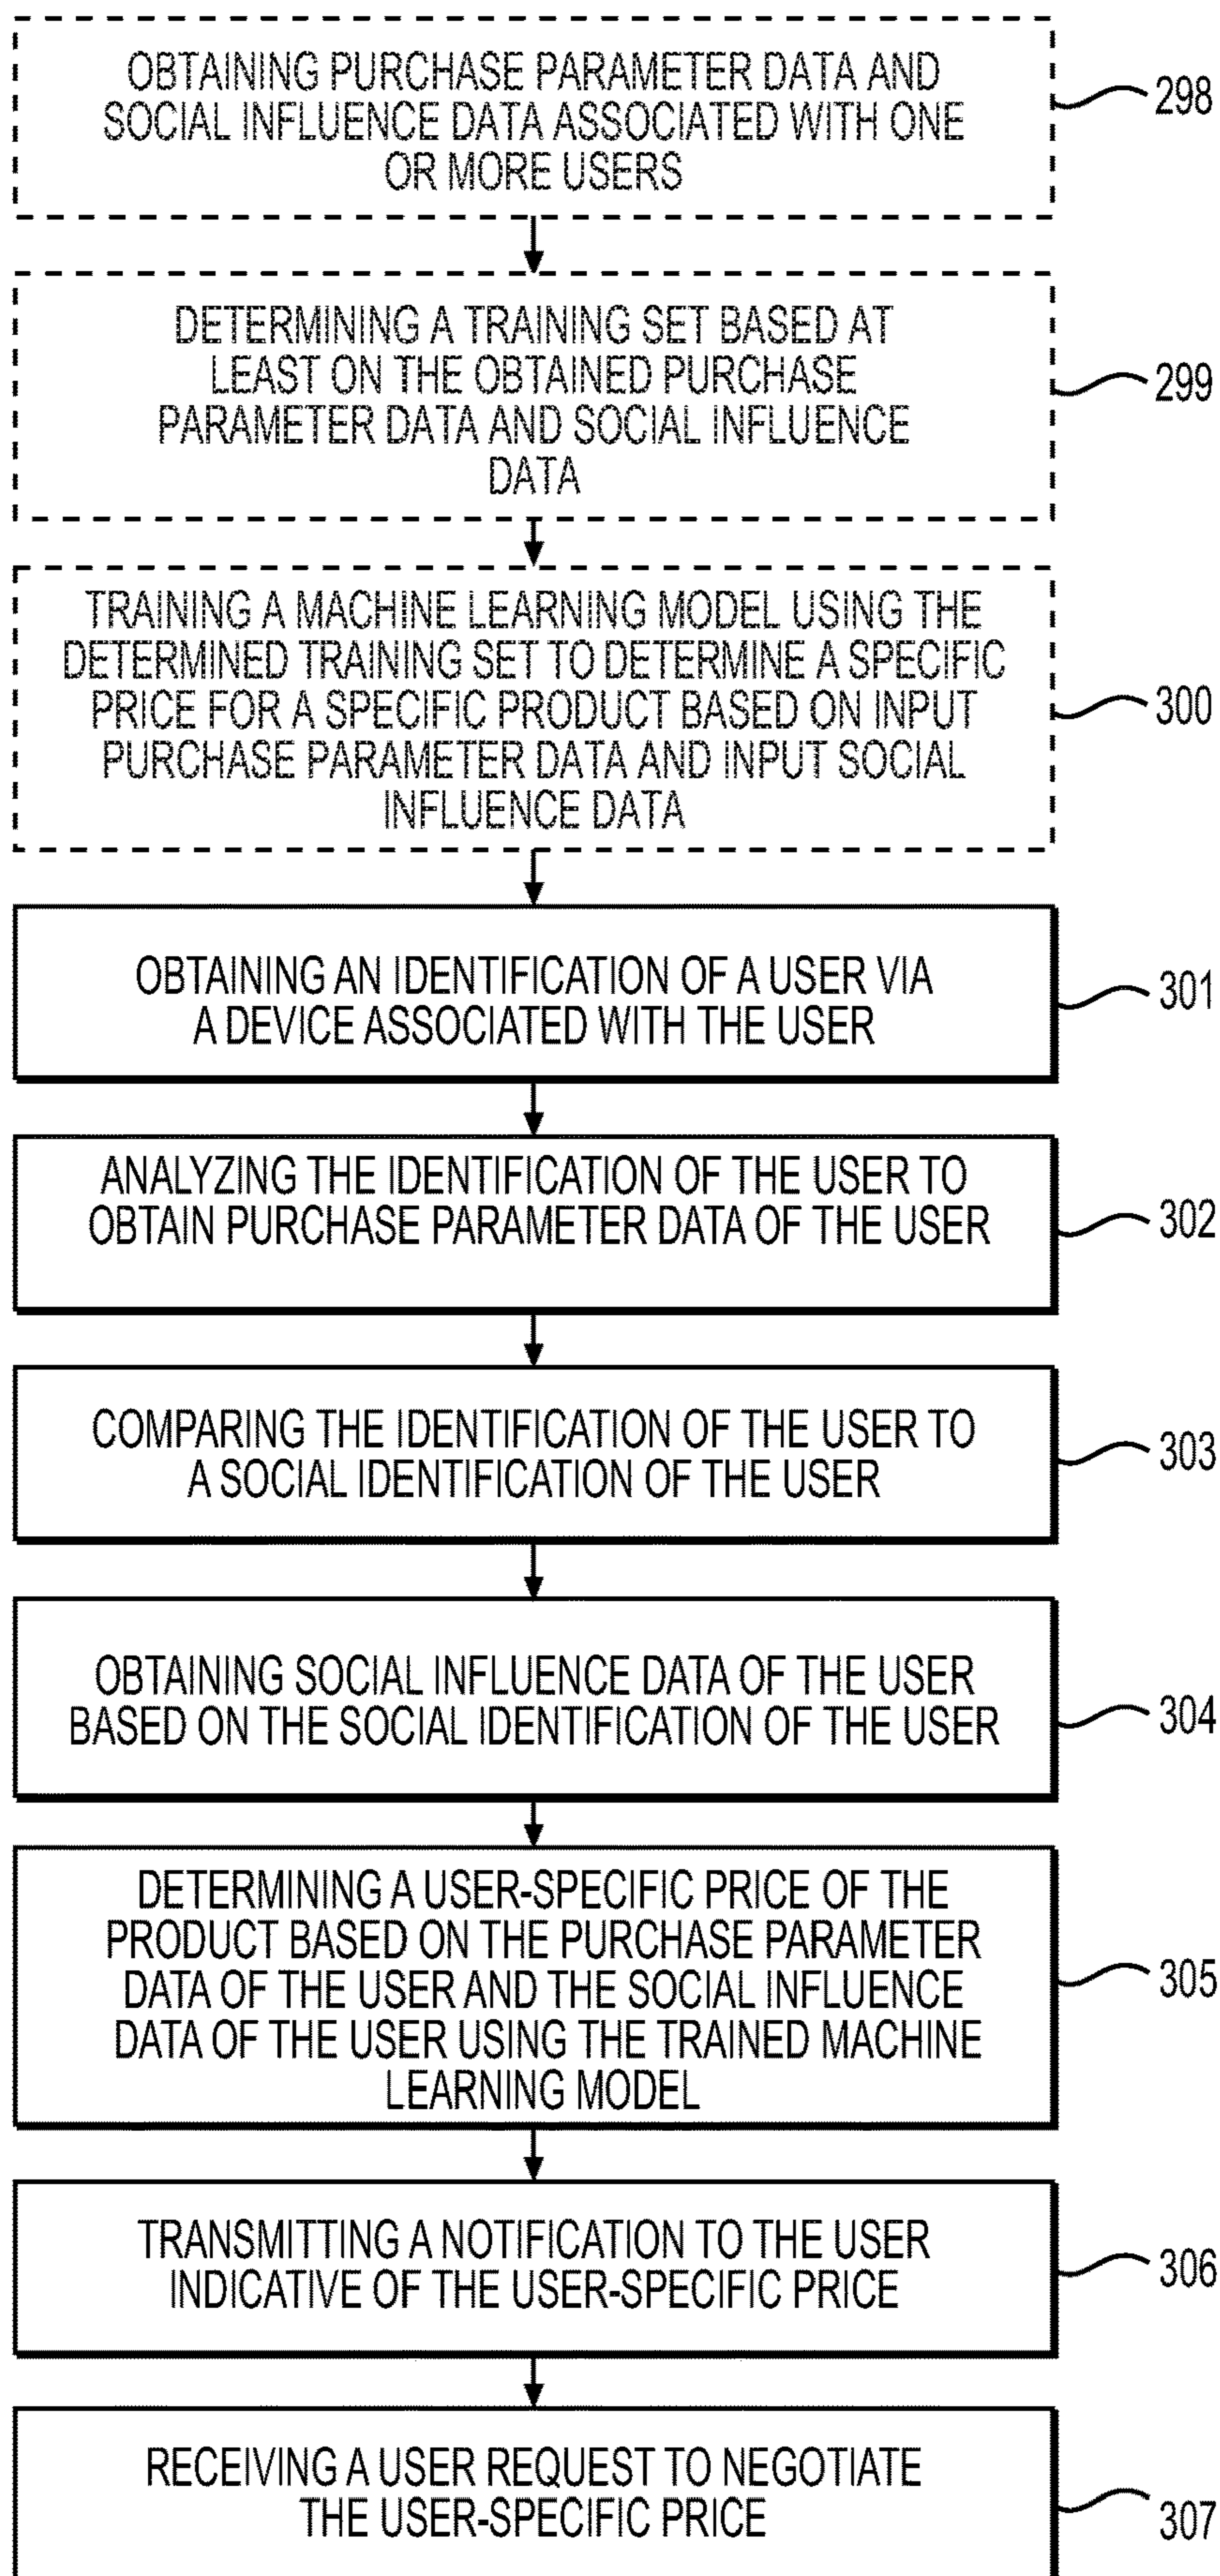 OBTAINING PURCHASE PARAMETER DATA AND
SOCIAL INFLUENCE DATA ASSOCIATED WITH ONE
OR MORE USERS
298
DETERMINING A TRAINING SET BASED AT
LEAST ON THE OBTAINED PURCHASE
PARAMETER DATA AND SOCIAL INFLUENCE
DATA
299
TRAINING A MACHINE LEARNING MODEL USING THE
DETERMINED TRAINING SET TO DETERMINE A SPECIFIC
PRICE FOR A SPECIFIC PRODUCT BASED ON INPUT
PURCHASE PARAMETER DATA AND INPUT SOCIAL
INFLUENCE DATA
300
OBTAINING AN IDENTIFICATION OF A USER VIA
A DEVICE ASSOCIATED WITH THE USER
301
ANALYZING THE IDENTIFICATION OF THE USER TO
OBTAIN PURCHASE PARAMETER DATA OF THE USER
302
COMPARING THE IDENTIFICATION OF THE USER TO
A SOCIAL IDENTIFICATION OF THE USER
303
OBTAINING SOCIAL INFLUENCE DATA OF THE USER
BASED ON THE SOCIAL IDENTIFICATION OF THE USER
304
DETERMINING A USER-SPECIFIC PRICE OF THE
PRODUCT BASED ON THE PURCHASE PARAMETER
DATA OF THE USER AND THE SOCIAL INFLUENCE
DATA OF THE USER USING THE TRAINED MACHINE
LEARNING MODEL
305
TRANSMITTING A NOTIFICATION TO THE USER
INDICATIVE OF THE USER-SPECIFIC PRICE
306
RECEIVING A USER REQUEST TO NEGOTIATE
THE USER-SPECIFIC PRICE
307